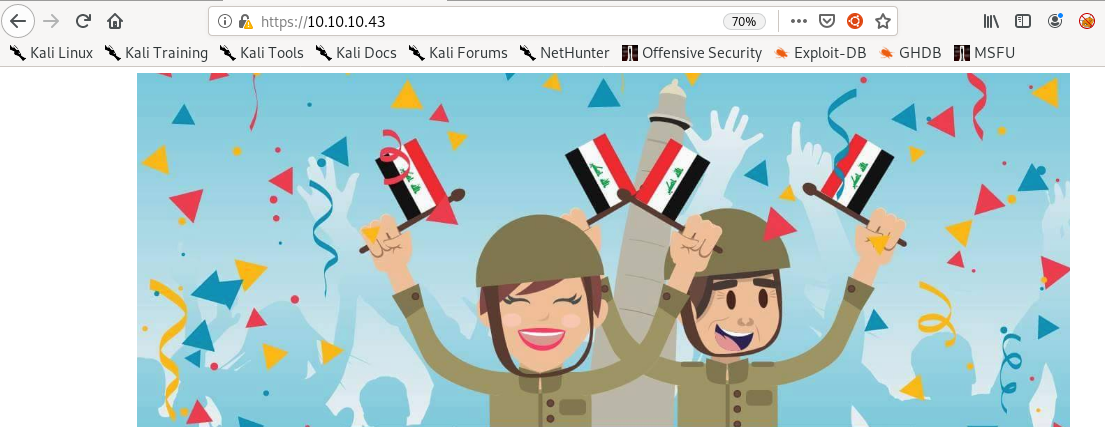 https://10.10.10.43
70%
Kali Linux Kali Training Kali Tools Kali Docs Kali Forums NetHunter Offensive Security Exploit-DB GHDB MSFU